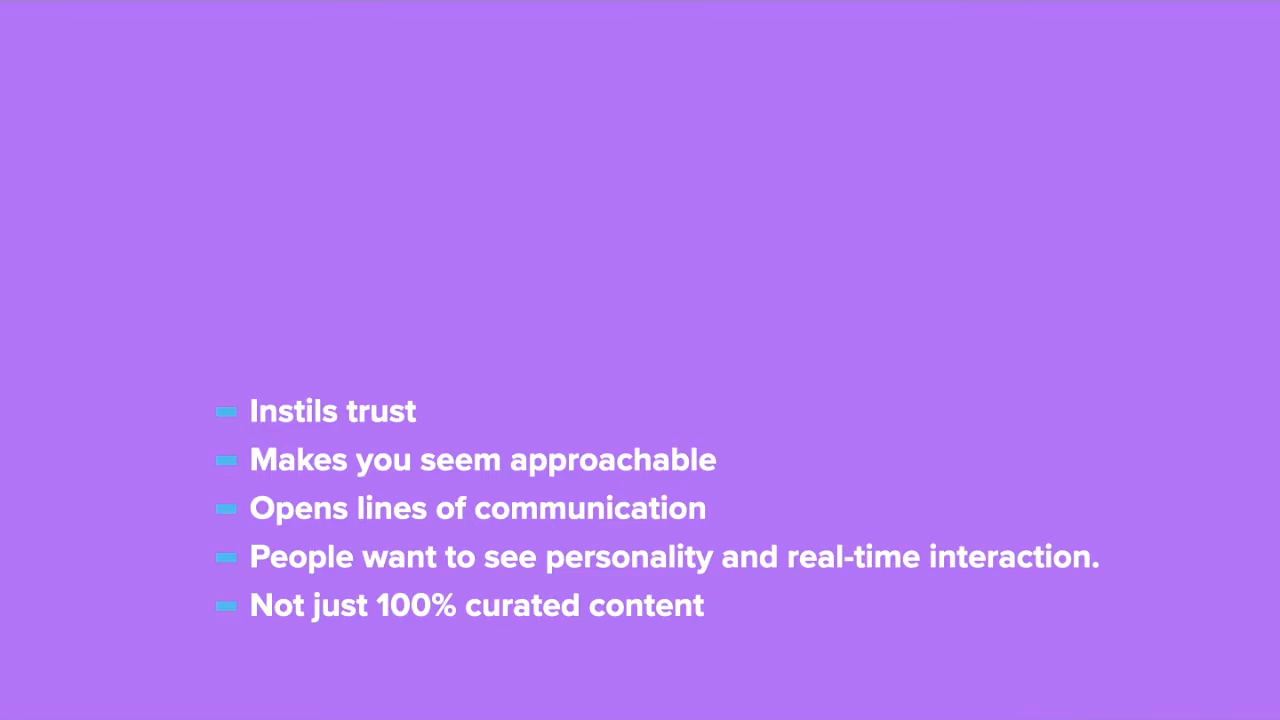 Instils trust
Makes you seem approachable
Opens lines of communication
People want to see personality and real-time interaction.
Not just 100% curated content